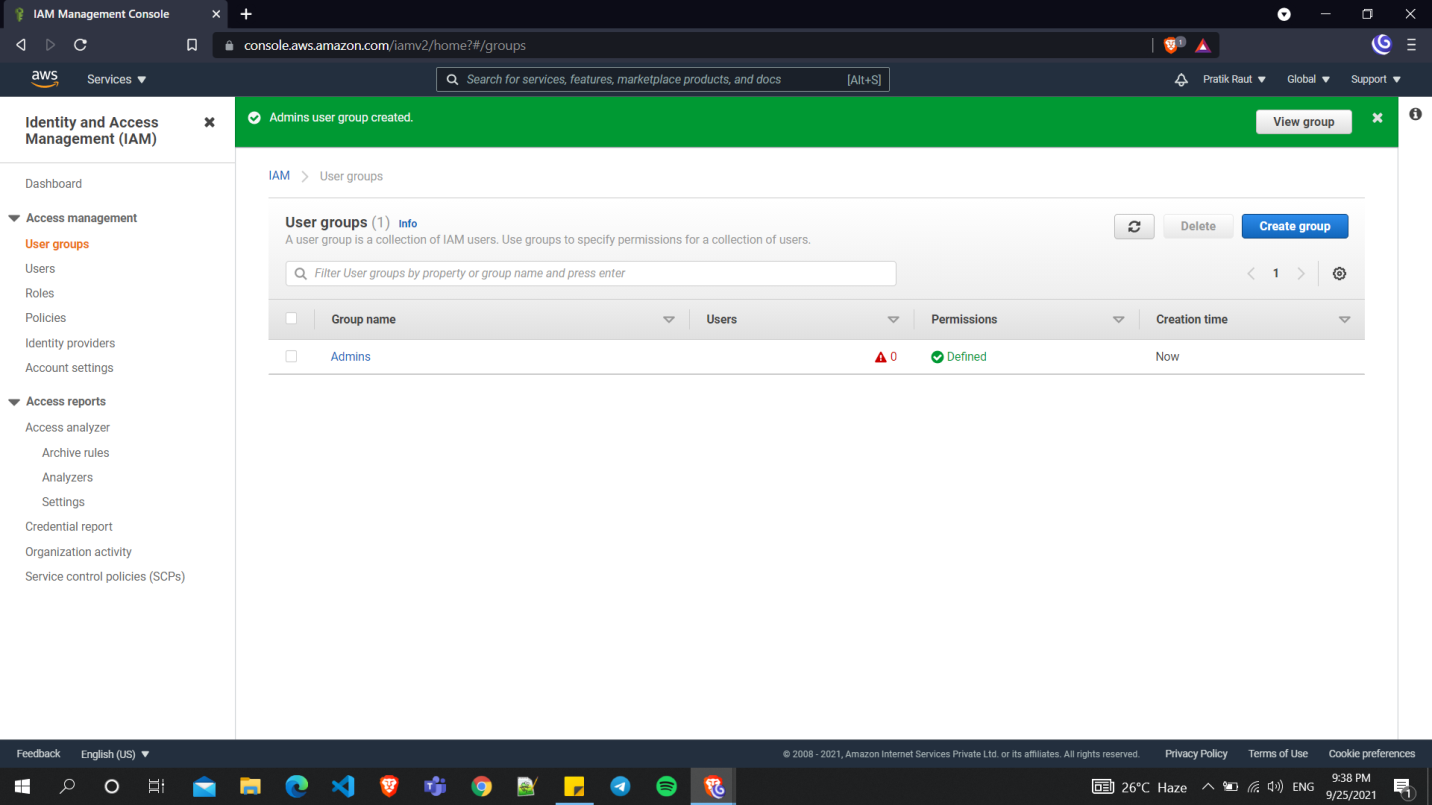 IAM Management Console
console.aws.amazon.com/iamv2/home?#/groups
1
aws
Services
Search for services, features, marketplace products, and docs
[Alt+S]
Pratik Raut
Global
Support
Identity and Access
Management (IAM)
Dashboard
Access management
User groups
Users
Roles
Policies
Identity providers
Account settings
Access reports
Access analyzer
Archive rules
Analyzers
Settings
Credential report
Organization activity
Service control policies (SCPs)
Admins user group created.
View group
IAM
User groups
User groups (1) Info
A user group is a collection of IAM users. Use groups to specify permissions for a collection of users.
Delete
Create group
Filter User groups by property or group name and press enter
1
Group name
Users
Permissions
Creation time
Admins
0
Defined
Now
Feedback
English (US)
© 2008 - 2021, Amazon Internet Services Private Ltd. or its affiliates. All rights reserved.
Privacy Policy
Terms of Use
Cookie preferences
26°C Haze
ENG
9:38 PM
9/25/2021
1